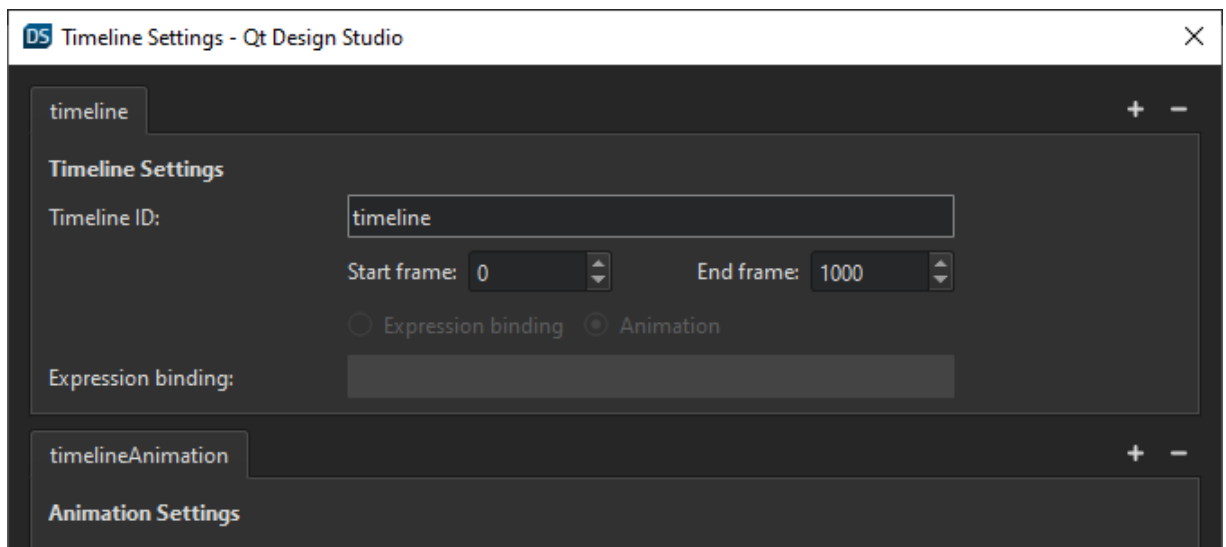 DS Timeline Settings - Qt Design Studio
timeline
Timeline Settings
Timeline ID: timeline
Start frame: 0 End frame: 1000
Expression binding Animation
Expression binding:
timelineAnimation
Animation Settings